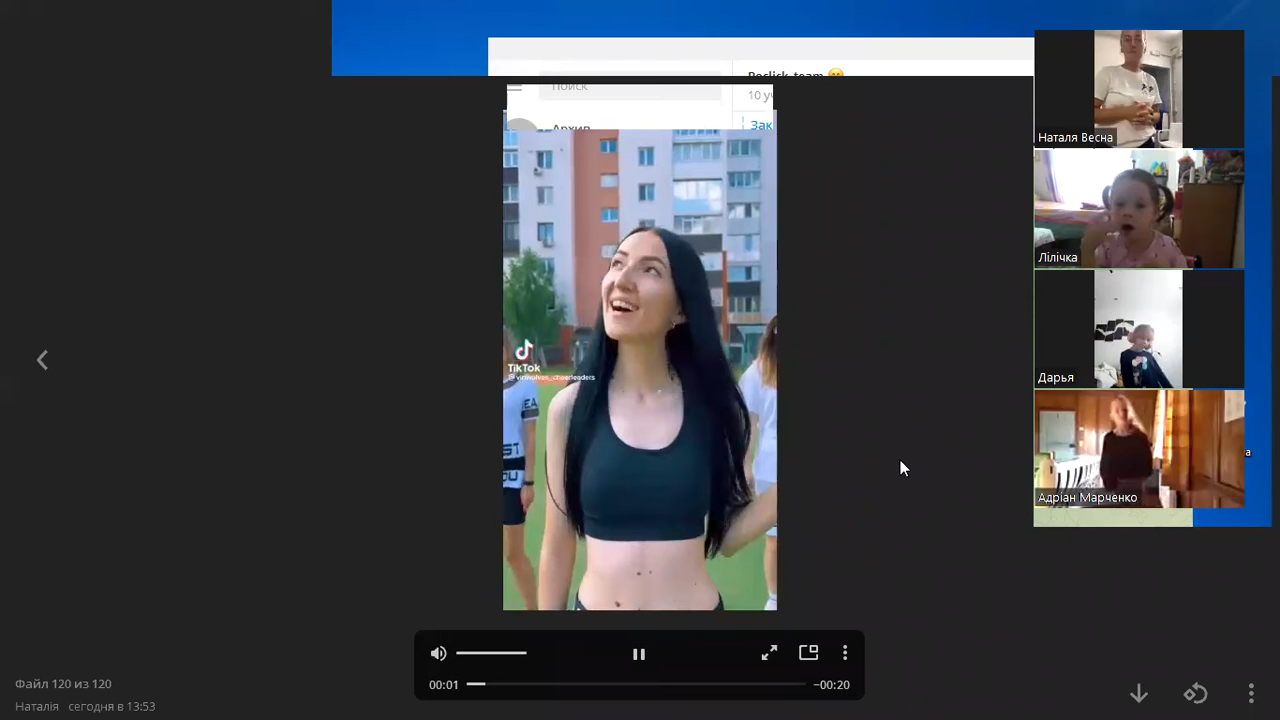 Поиск
10 уч
Архив
Зак
TikTok
Наталя Весна
Лілічка
Дарья
Адріан Марченко
а
00:01
−00:20
Файл 120 из 120
Наталія сегодня в 13:53